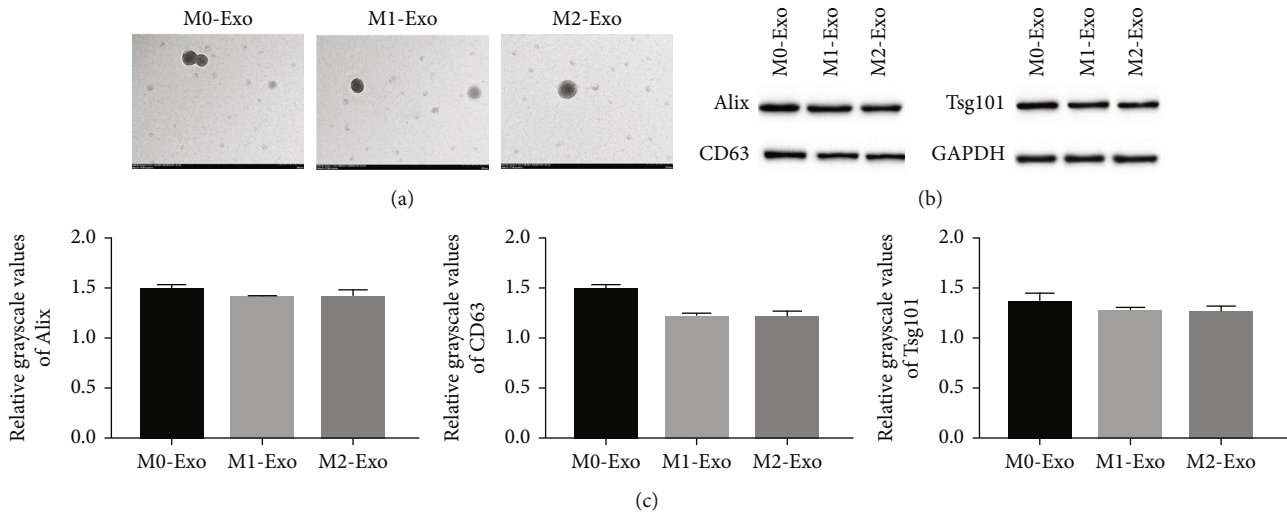 M0-Exo
M1-Exo
M2-Exo
(a)
M0-Exo
M1-Exo
M2-Exo
Alix
CD63
M0-Exo
M1-Exo
M2-Exo
Tsg101
GAPDH
(b)
Relative grayscale values
of Alix
2.0
1.5
1.0
0.5
0.0
M0-Exo
M1-Exo
M2-Exo
Relative grayscale values
of CD63
2.0
1.5
1.0
0.5
0.0
M0-Exo
M1-Exo
M2-Exo
Relative grayscale values
of Tsg101
2.0
1.5
1.0
0.5
0.0
M0-Exo
M1-Exo
M2-Exo
(c)